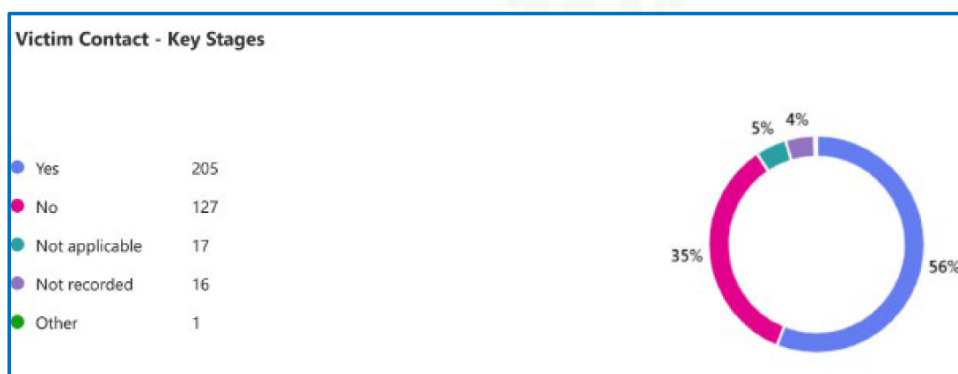 Victim Contact - Key Stages
Yes 205
No 127
Not applicable 17
Not recorded 16
Other 1
5%
4%
35%
56%